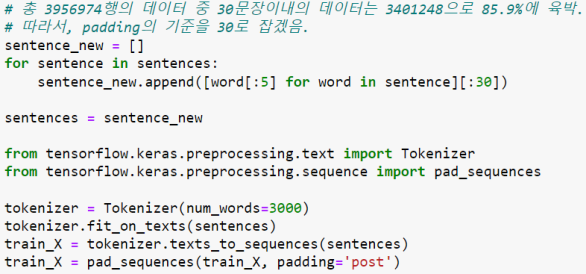 # 총 3956974행의 데이터 중 30문장이내의 데이터는 3401248으로 85.9%에 육박.
# 따라서, padding의 기준을 30로 잡겠음.
sentence_new = []
for sentence in sentences:
    sentence_new.append([word[:5] for word in sentence][:30])

sentences = sentence_new

from tensorflow.keras.preprocessing.text import Tokenizer
from tensorflow.keras.preprocessing.sequence import pad_sequences

tokenizer = Tokenizer(num_words=3000)
tokenizer.fit_on_texts(sentences)
train_X = tokenizer.texts_to_sequences(sentences)
train_X = pad_sequences(train_X, padding='post')